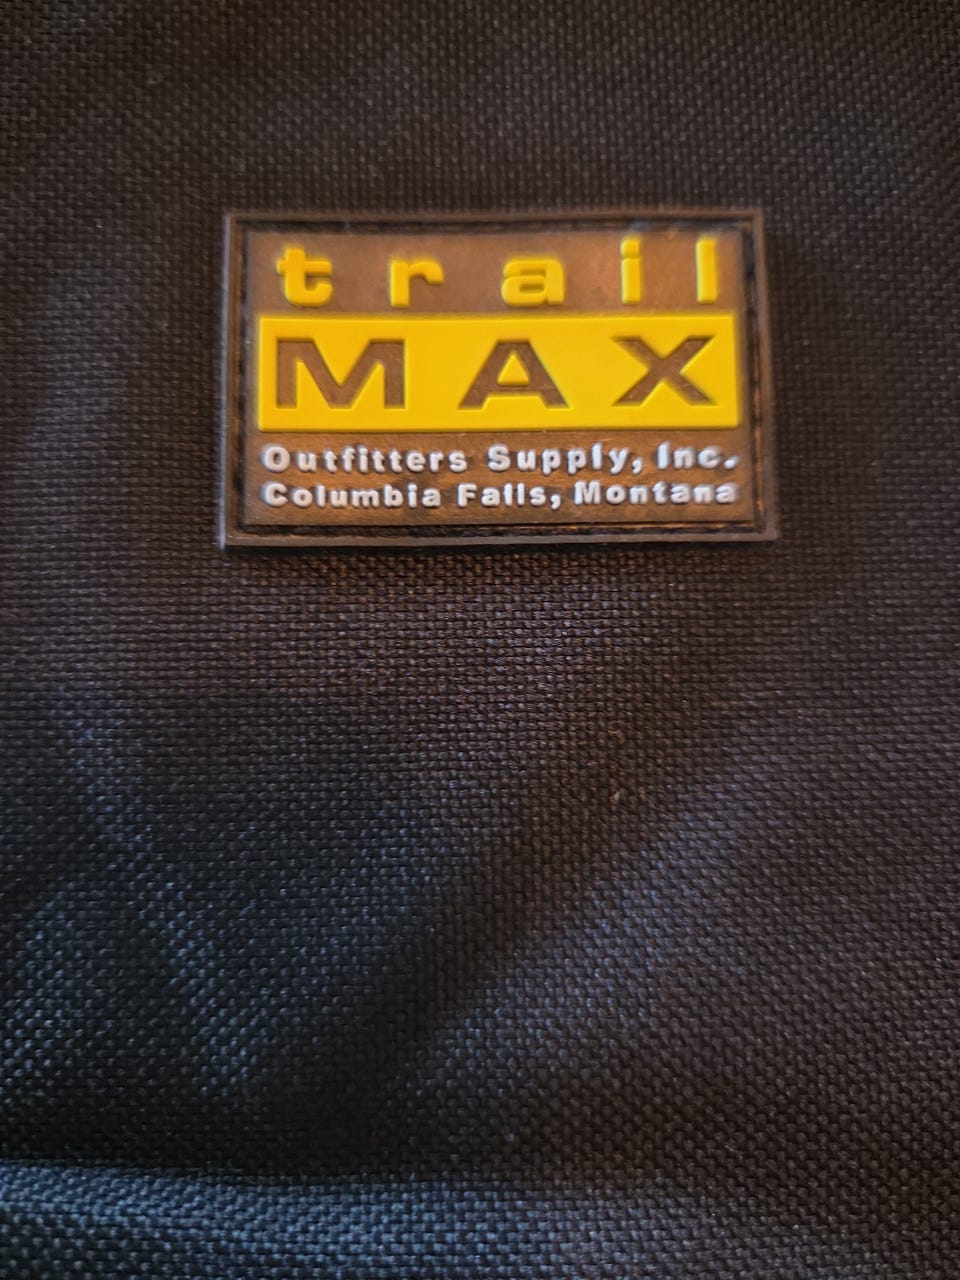 trail
MAX
Outfitters Supply, Inc.
Columbia Falls, Montana